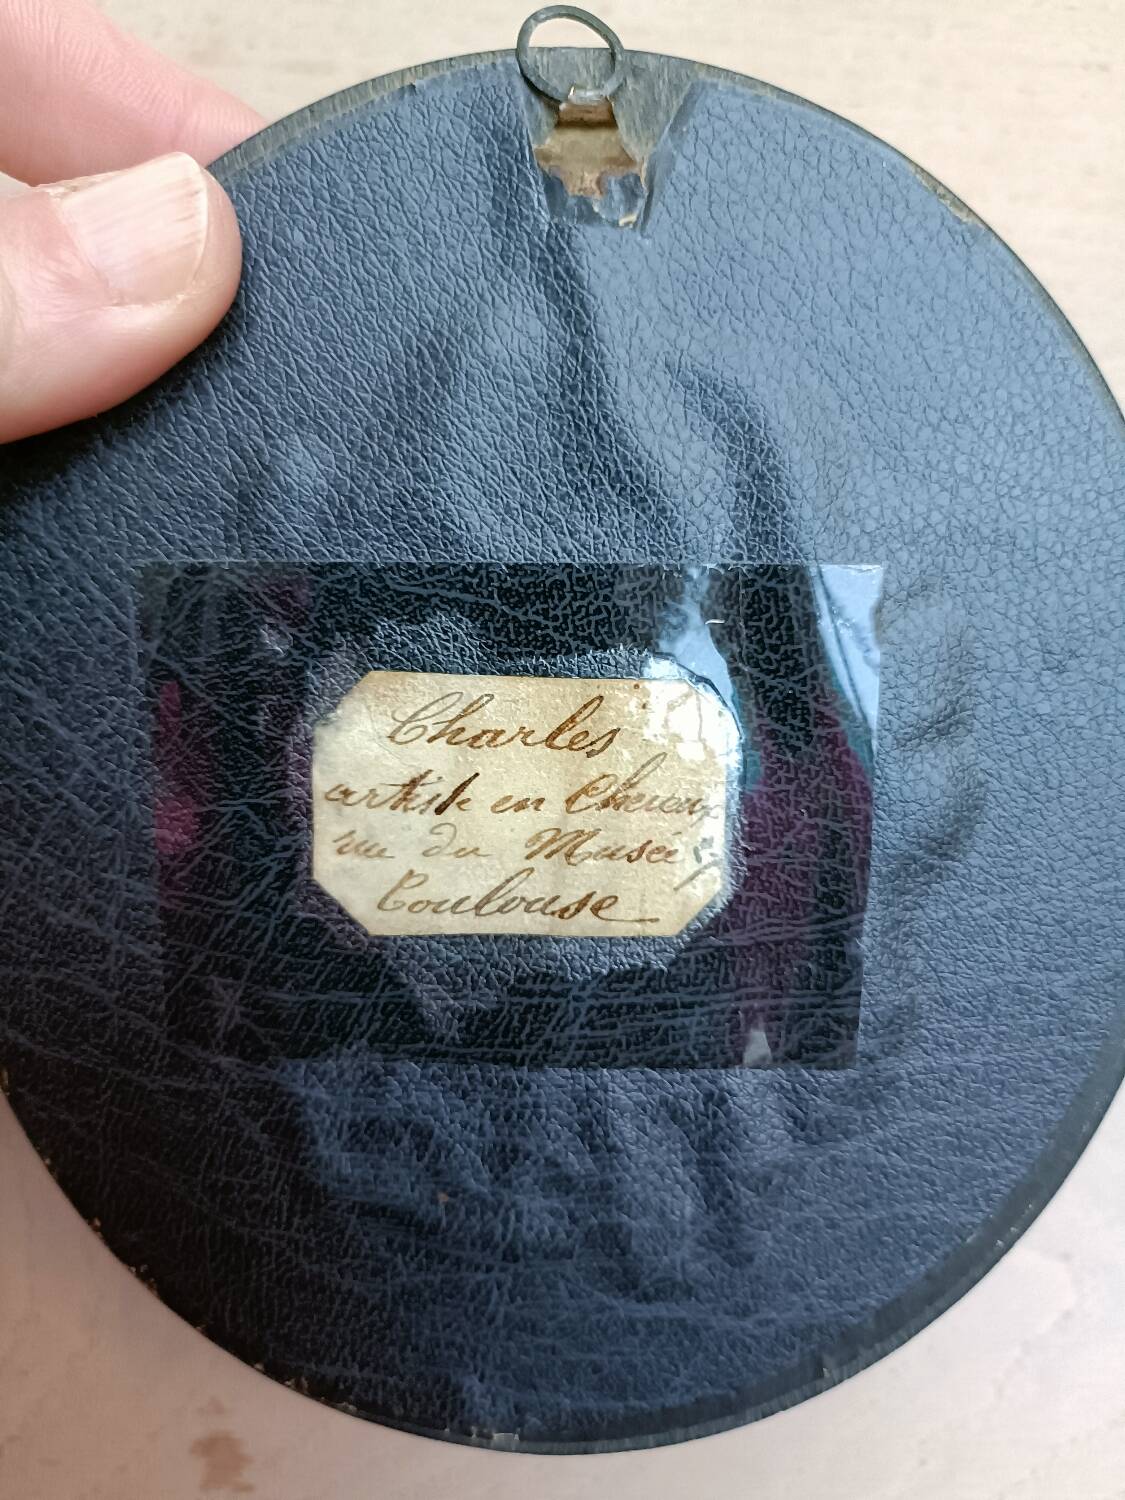 Charles
artiste en Cheveux
rue du Musée,
Toulouse